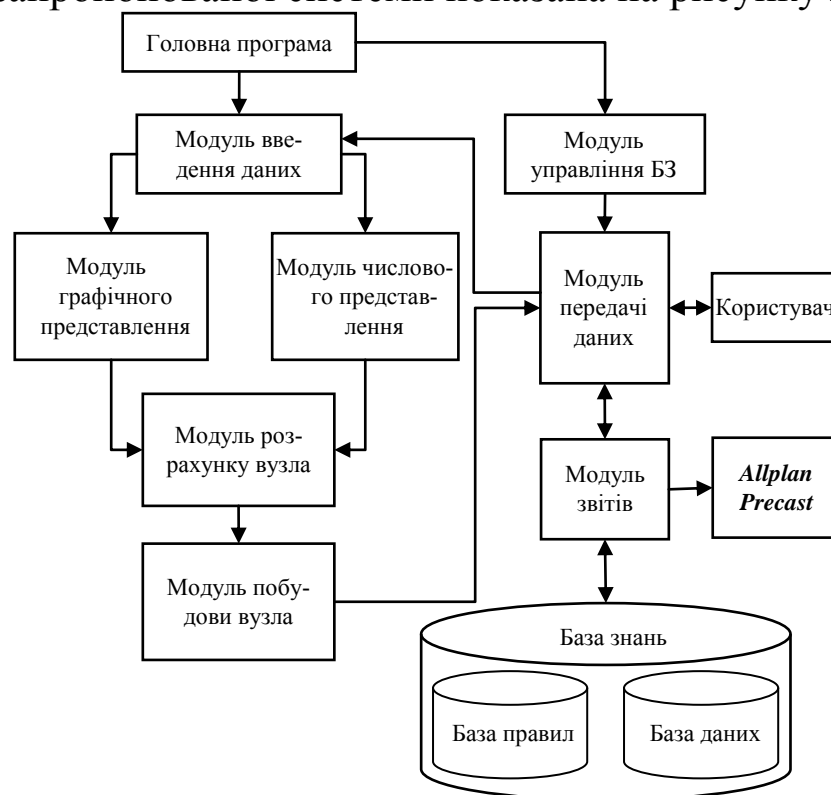 запропонованої системи показана на рисунку
Головна програма
Модуль вве-
дення даних
Модуль
управління БЗ
Модуль
графічного
представлення
Модуль числово-
го представ-
лення
Модуль
передачі
даних
Користувач
Модуль роз-
рахунку вузла
Модуль
звітів
Allplan
Precast
Модуль побу-
дови вузла
База знань
База правил
База даних